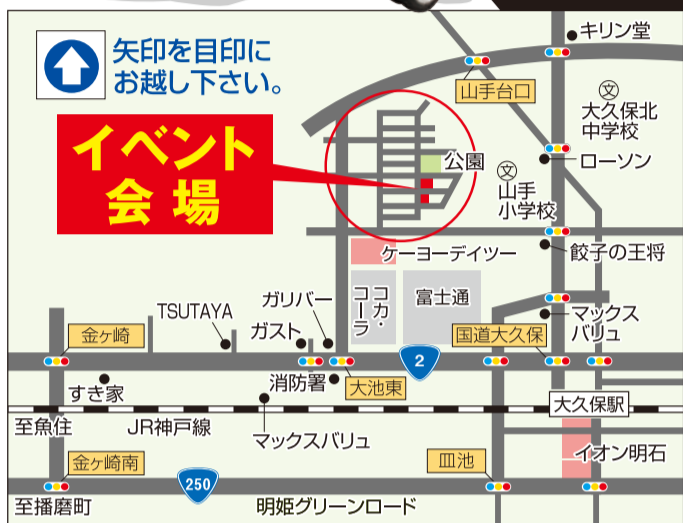 矢印を目印に
お越し下さい。
イベント
会場
キリン堂
山手台口
文
大久保北
中学校
公園
文
山手
小学校
ローソン
ケーヨーデイツー
餃子の王将
コカ・
コーラ
富士通
マックス
バリュ
TSUTAYA
ガリバー
ガスト
金ヶ崎
国道大久保
2
すき家
消防署
大池東
大久保駅
至魚住
JR神戸線
マックスバリュ
イオン明石
金ヶ崎南
250
皿池
至播磨町
明姫グリーンロード